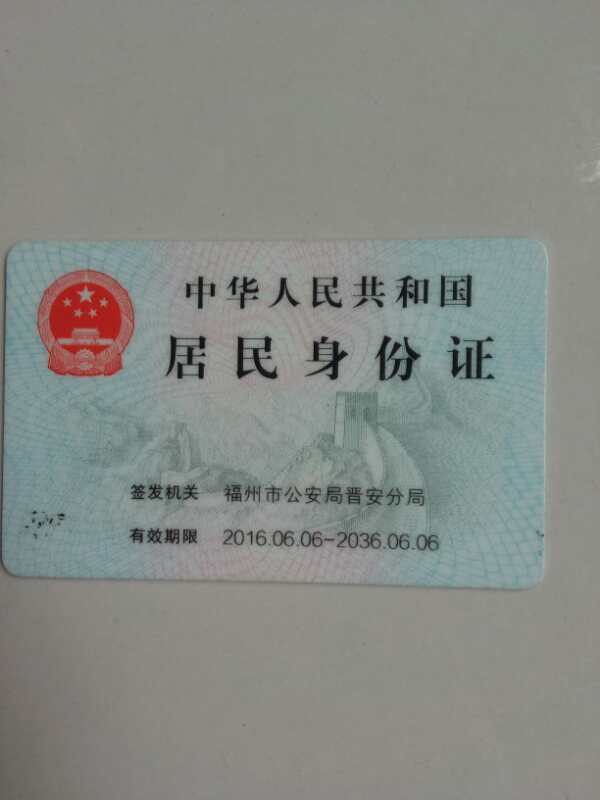 中华人民共和国
居民身份证
签发机关 福州市公安局晋安分局
有效期限 2016.06.06-2036.06.06